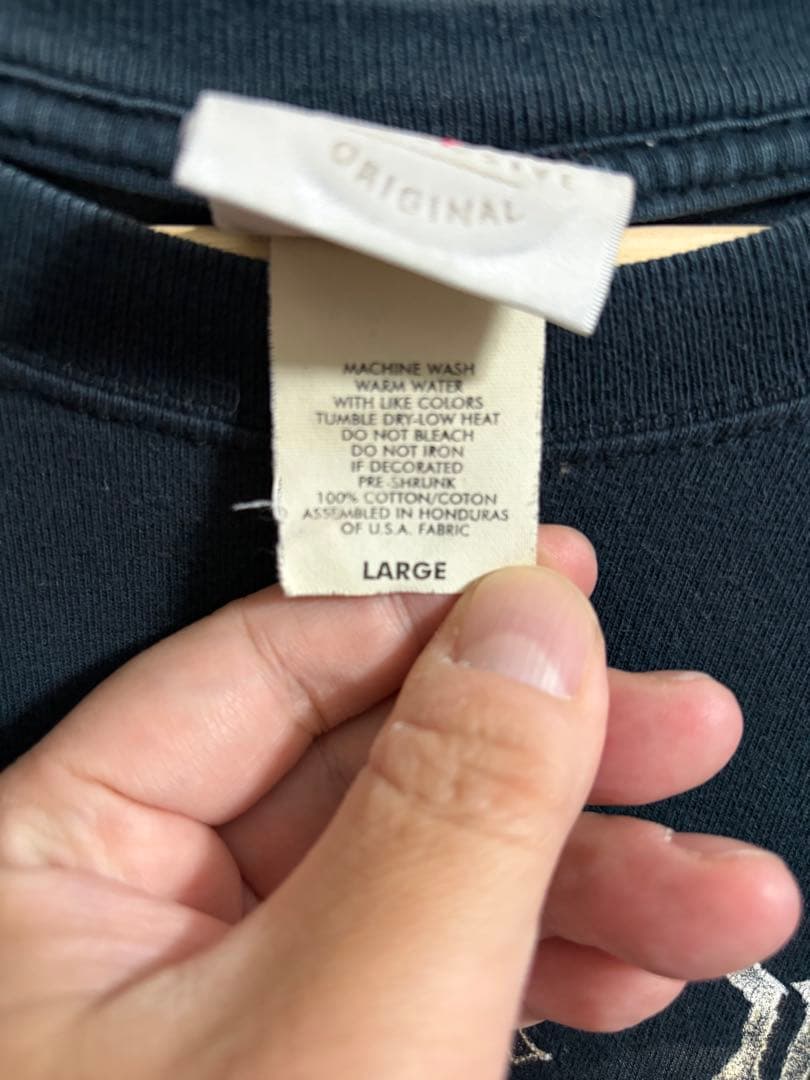 ORIGINAL
MACHINE WASH
WARM WATER
WITH LIKE COLORS
TUMBLE DRY-LOW HEAT
DO NOT BLEACH
DO NOT IRON
IF DECORATED
PRE-SHRUNK
100% COTTON/COTON
ASSEMBLED IN HONDURAS
OF U.S.A. FABRIC
LARGE